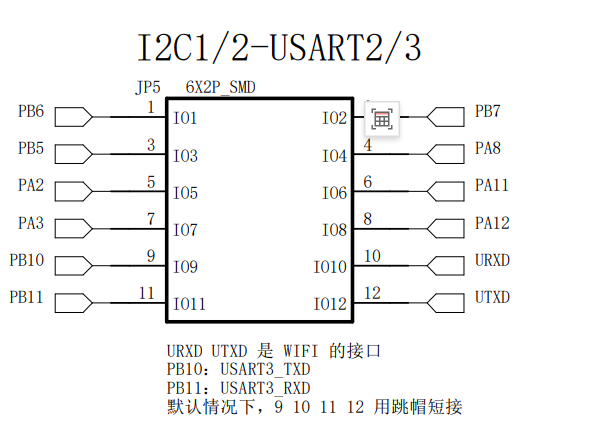 I2C1/2-USART2/3
JP5 6X2P_SMD
PB6 1 IO1 IO2 PB7
PB5 3 IO3 IO4 4 PA8
PA2 5 IO5 IO6 6 PA11
PA3 7 IO7 IO8 8 PA12
PB10 9 IO9 IO10 10 URXD
PB11 11 IO11 IO12 12 UTXD
URXD UTXD 是 WIFI 的接口
PB10: USART3_TXD
PB11: USART3_RXD
默认情况下, 9 10 11 12 用跳帽短接